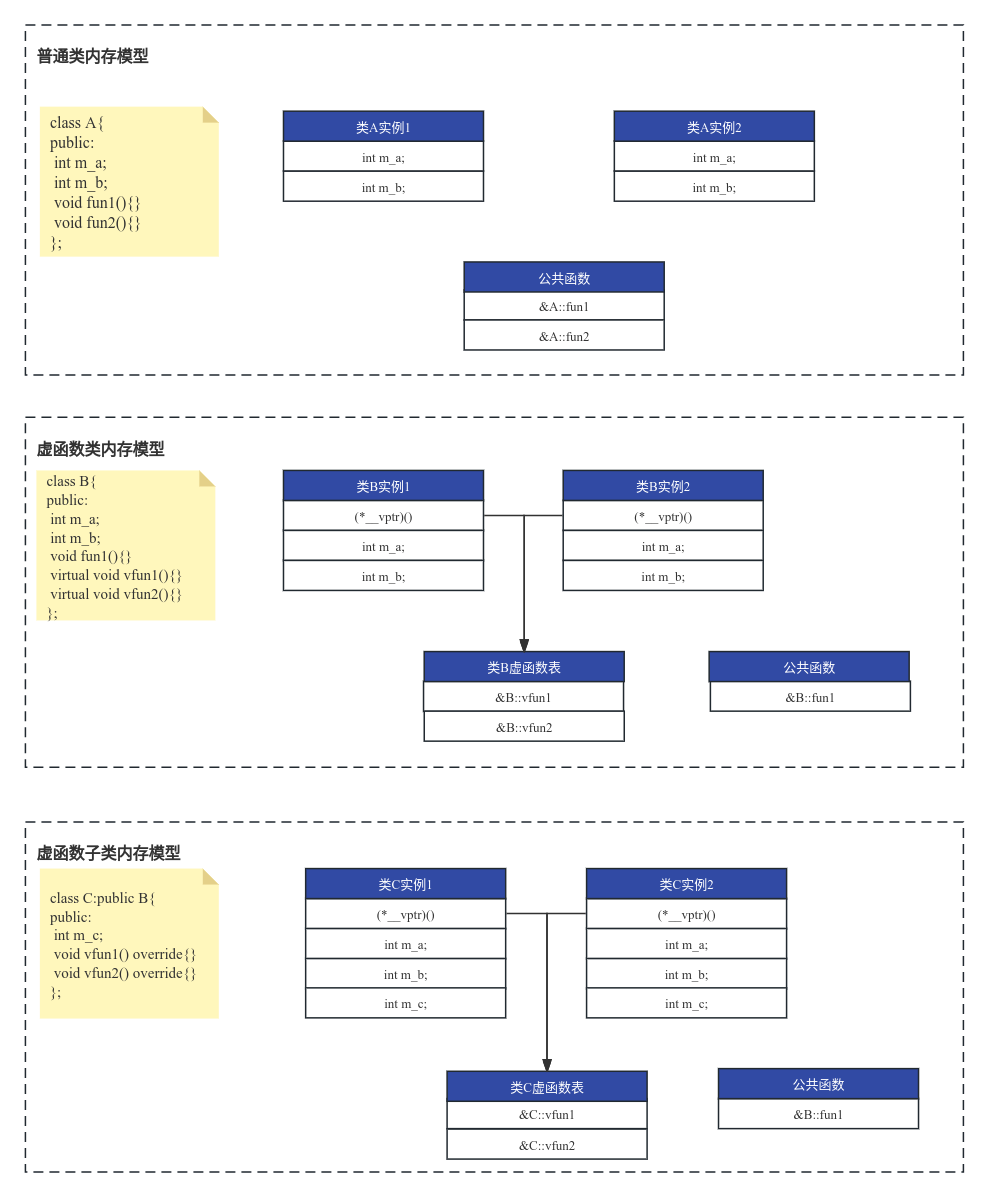 普通类内存模型
class A{
public:
int m_a;
int m_b;
void fun1(){}
void fun2(){}
};
类A实例1
int m_a;
int m_b;
类A实例2
int m_a;
int m_b;
公共函数
&A::fun1
&A::fun2
虚函数类内存模型
class B{
public:
int m_a;
int m_b;
void fun1(){}
virtual void vfun1(){}
virtual void vfun2(){}
};
类B实例1
(*__vptr)()
int m_a;
int m_b;
类B实例2
(*__vptr)()
int m_a;
int m_b;
类B虚函数表
&B::vfun1
&B::vfun2
公共函数
&B::fun1
虚函数子类内存模型
class C:public B{
public:
int m_c;
void vfun1() override{}
void vfun2() override{}
};
类C实例1
(*__vptr)()
int m_a;
int m_b;
int m_c;
类C实例2
(*__vptr)()
int m_a;
int m_b;
int m_c;
类C虚函数表
&C::vfun1
&C::vfun2
公共函数
&B::fun1